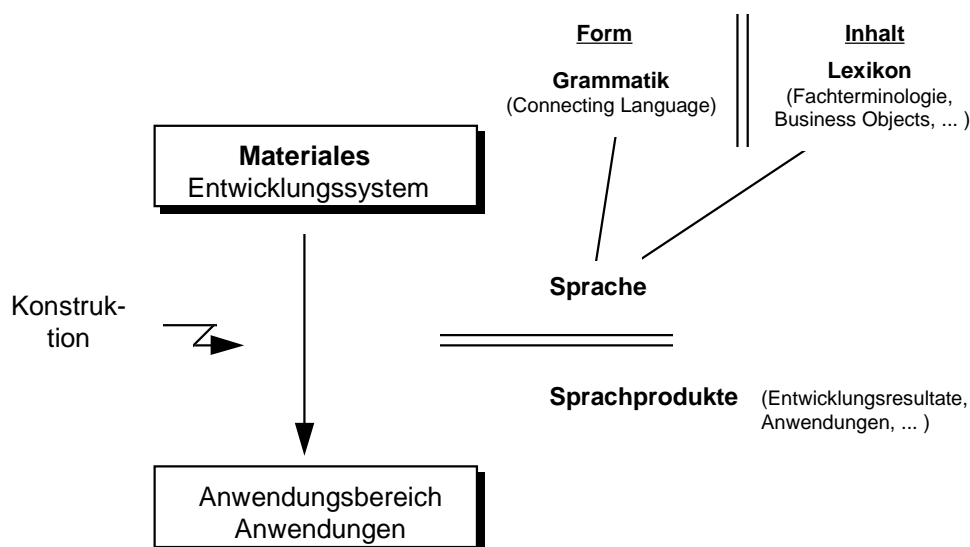 Form
Inhalt
Grammatik
(Connecting Language)
Lexikon
(Fachterminologie,
Business Objects, ... )
Materiales
Entwicklungssystem
Sprache
Konstruk-
tion
Sprachprodukte
(Entwicklungsresultate,
Anwendungen, ... )
Anwendungsbereich
Anwendungen